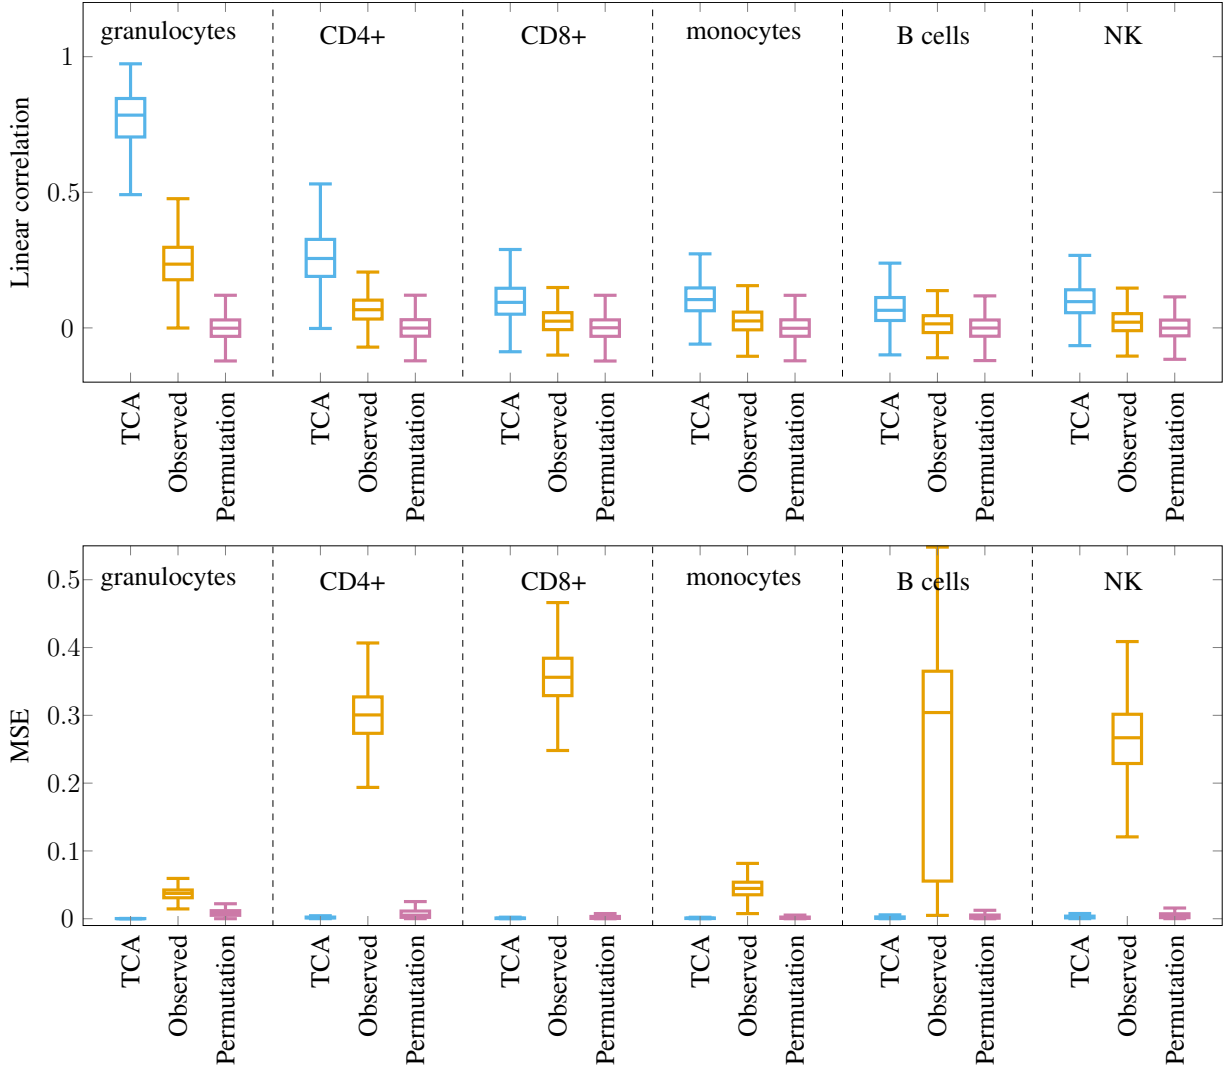 granulocytes CD4+ CD8+ monocytes B cells NK
1
0.5
0
Linear correlation
TCA Observed Permutation TCA Observed Permutation TCA Observed Permutation TCA Observed Permutation TCA Observed Permutation TCA Observed Permutation
granulocytes CD4+ CD8+ monocytes B cells NK
0.5
0.4
0.3
0.2
0.1
0
MSE
TCA Observed Permutation TCA Observed Permutation TCA Observed Permutation TCA Observed Permutation TCA Observed Permutation TCA Observed Permutation